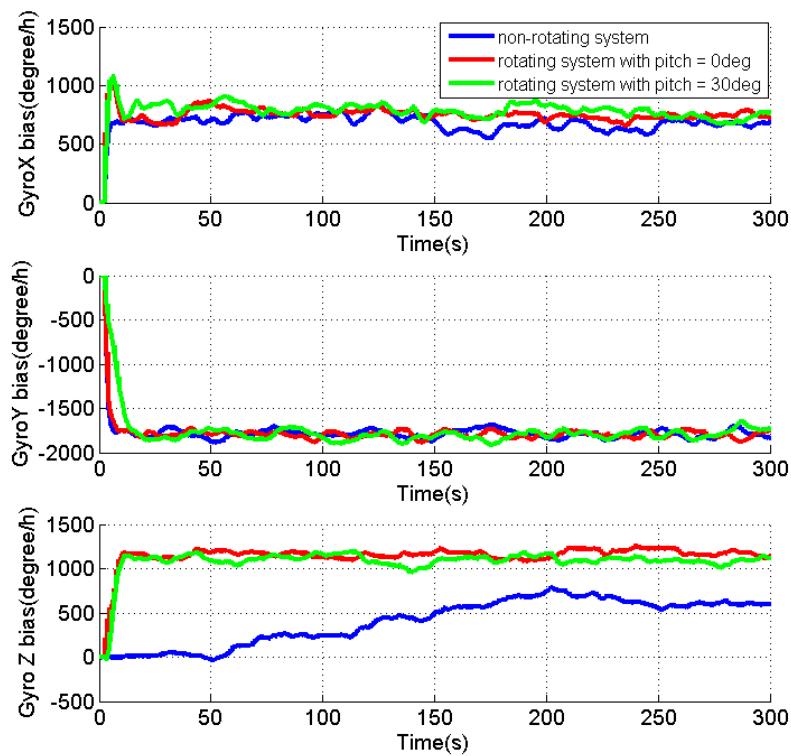 1500
1000
500
0
GyroX bias(degree/h)
non-rotating system
rotating system with pitch = 0deg
rotating system with pitch = 30deg
0 50 100 150 200 250 300
Time(s)
0
-500
-1000
-1500
-2000
GyroY bias(degree/h)
0 50 100 150 200 250 300
Time(s)
1500
1000
500
0
-500
Gyro Z bias(degree/h)
0 50 100 150 200 250 300
Time(s)